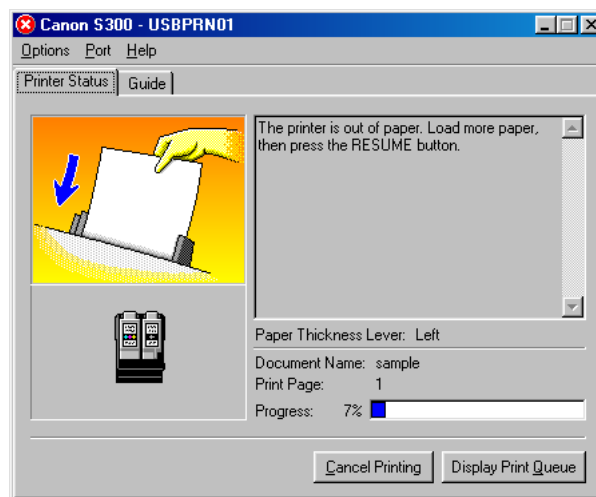 Canon S300 - USBPRN01
Options Port Help
Printer Status Guide
The printer is out of paper. Load more paper,
then press the RESUME button.
Paper Thickness Lever: Left
Document Name: sample
Print Page: 1
Progress: 7%
Cancel Printing Display Print Queue